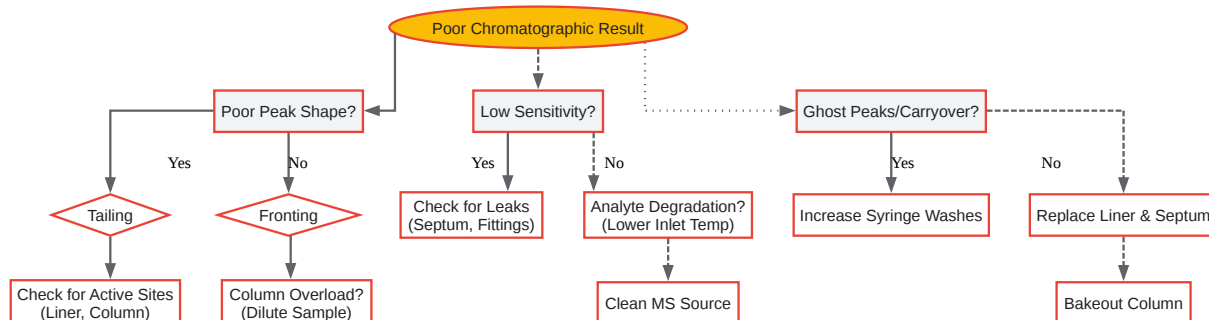 Poor Chromatographic Result
Poor Peak Shape?
Low Sensitivity?
Ghost Peaks/Carryover?
Yes
No
Yes
No
Yes
No
Tailing
Fronting
Check for Leaks
(Septum, Fittings)
Analyte Degradation?
(Lower Inlet Temp)
Increase Syringe Washes
Replace Liner & Septum
Check for Active Sites
(Liner, Column)
Column Overload?
(Dilute Sample)
Clean MS Source
Bakeout Column